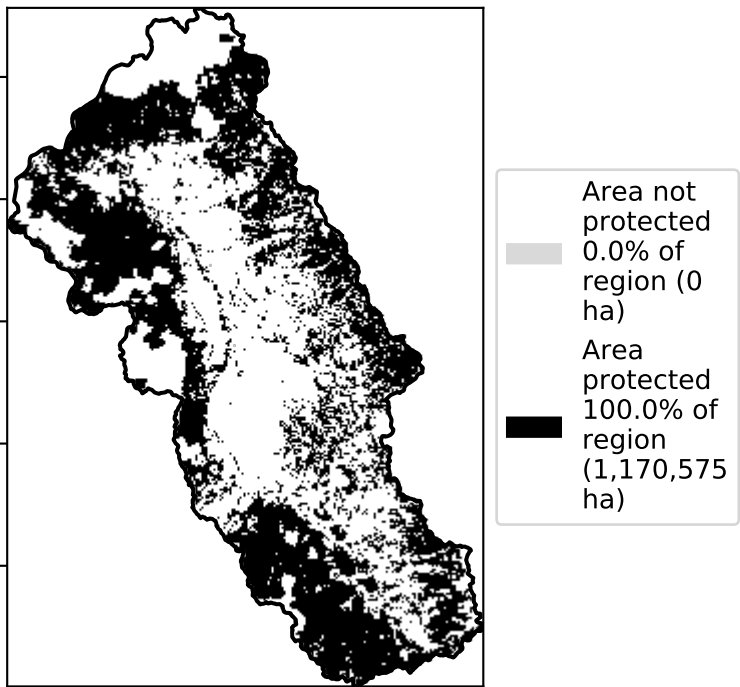 Area not
protected
0.0% of
region (0
ha)
Area
protected
100.0% of
region
(1,170,575
ha)